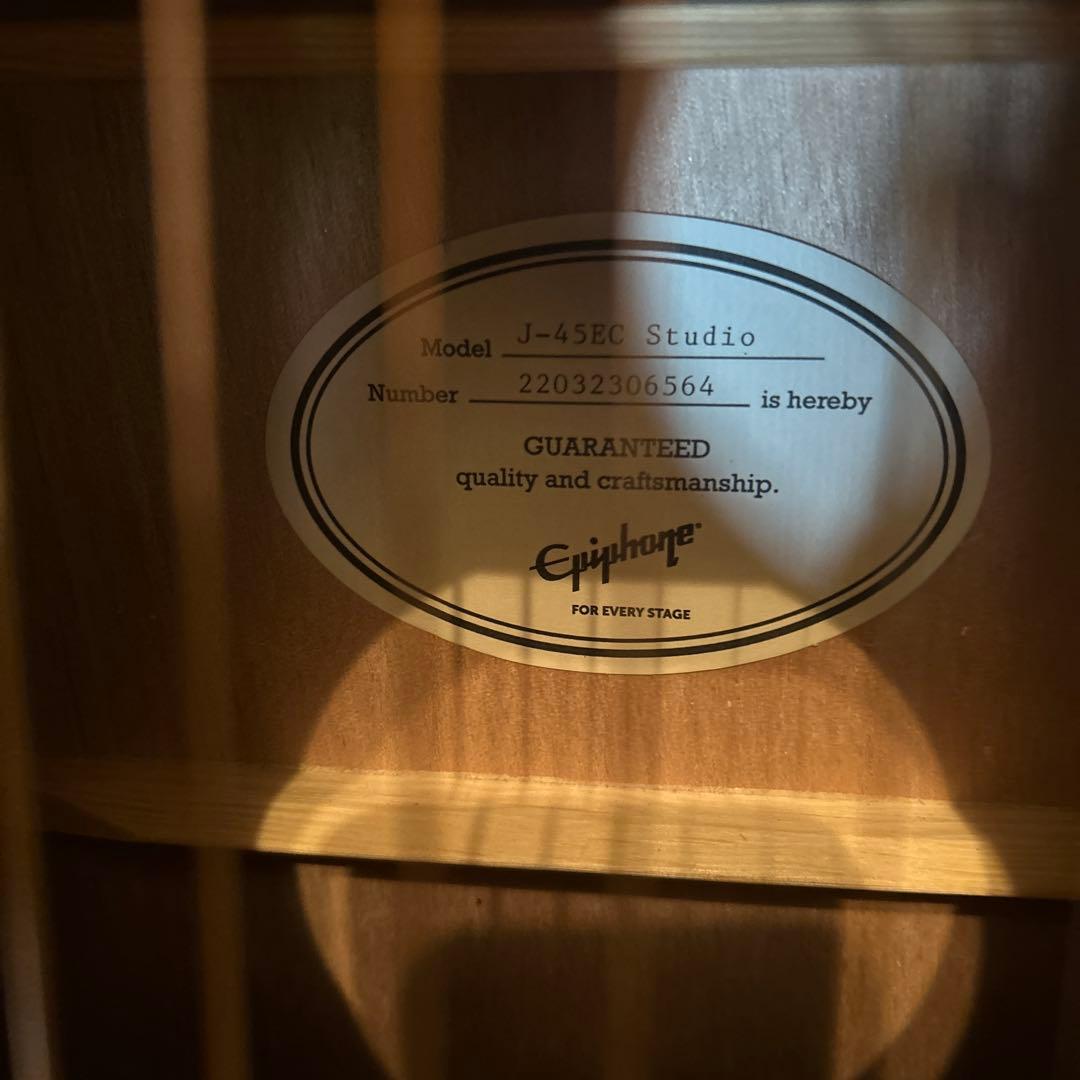 Model J-45EC Studio
Number 22032306564 is hereby
GUARANTEED
quality and craftsmanship.
Epiphone
FOR EVERY STAGE